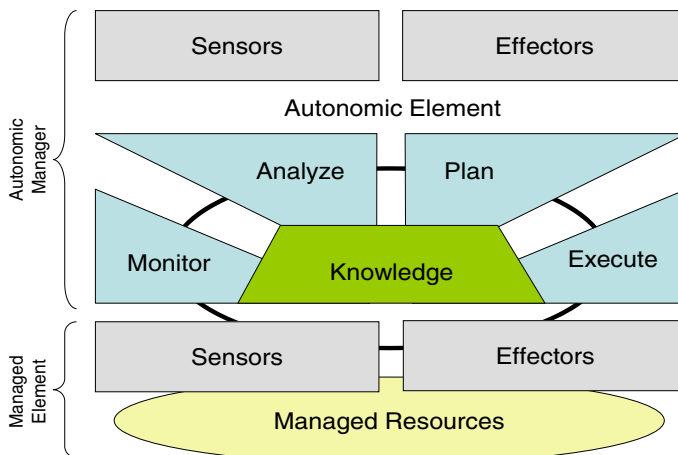 Sensors
Effectors
Autonomic Element
Autonomic
Manager
Analyze
Plan
Monitor
Knowledge
Execute
Managed
Element
Sensors
Effectors
Managed Resources